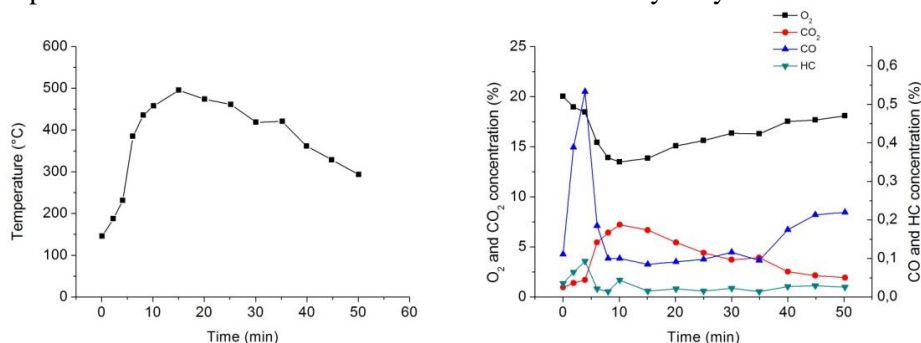 600
500
400
300
200
100
0
Temperature (°C)
0 10 20 30 40 50 60
Time (min)
O₂
CO₂
CO
HC
25
20
15
10
5
0
O₂ and CO₂ concentration (%)
0,6
0,5
0,4
0,3
0,2
0,1
0,0
CO and HC concentration (%)
0 10 20 30 40 50
Time (min)